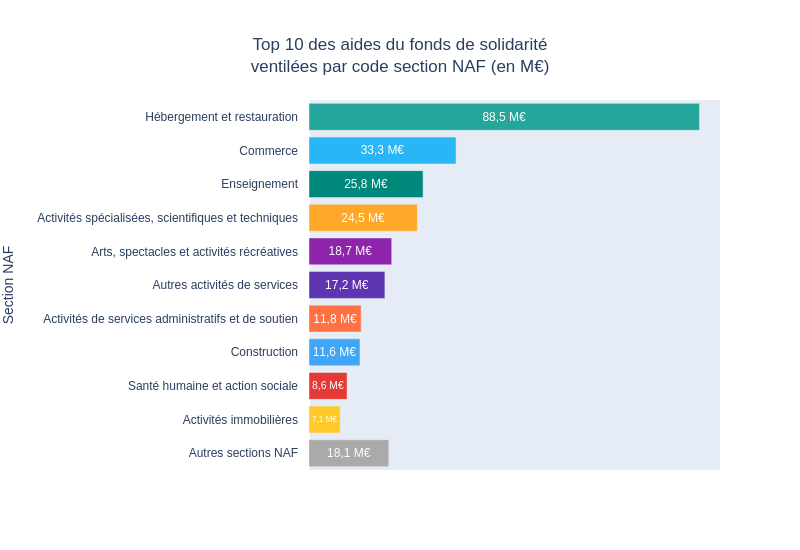 Top 10 des aides du fonds de solidarité
ventilées par code section NAF (en M€)
Section NAF
Hébergement et restauration 88,5 M€
Commerce 33,3 M€
Enseignement 25,8 M€
Activités spécialisées, scientifiques et techniques 24,5 M€
Arts, spectacles et activités récréatives 18,7 M€
Autres activités de services 17,2 M€
Activités de services administratifs et de soutien 11,8 M€
Construction 11,6 M€
Santé humaine et action sociale 8,6 M€
Activités immobilières 7,1 M€
Autres sections NAF 18,1 M€